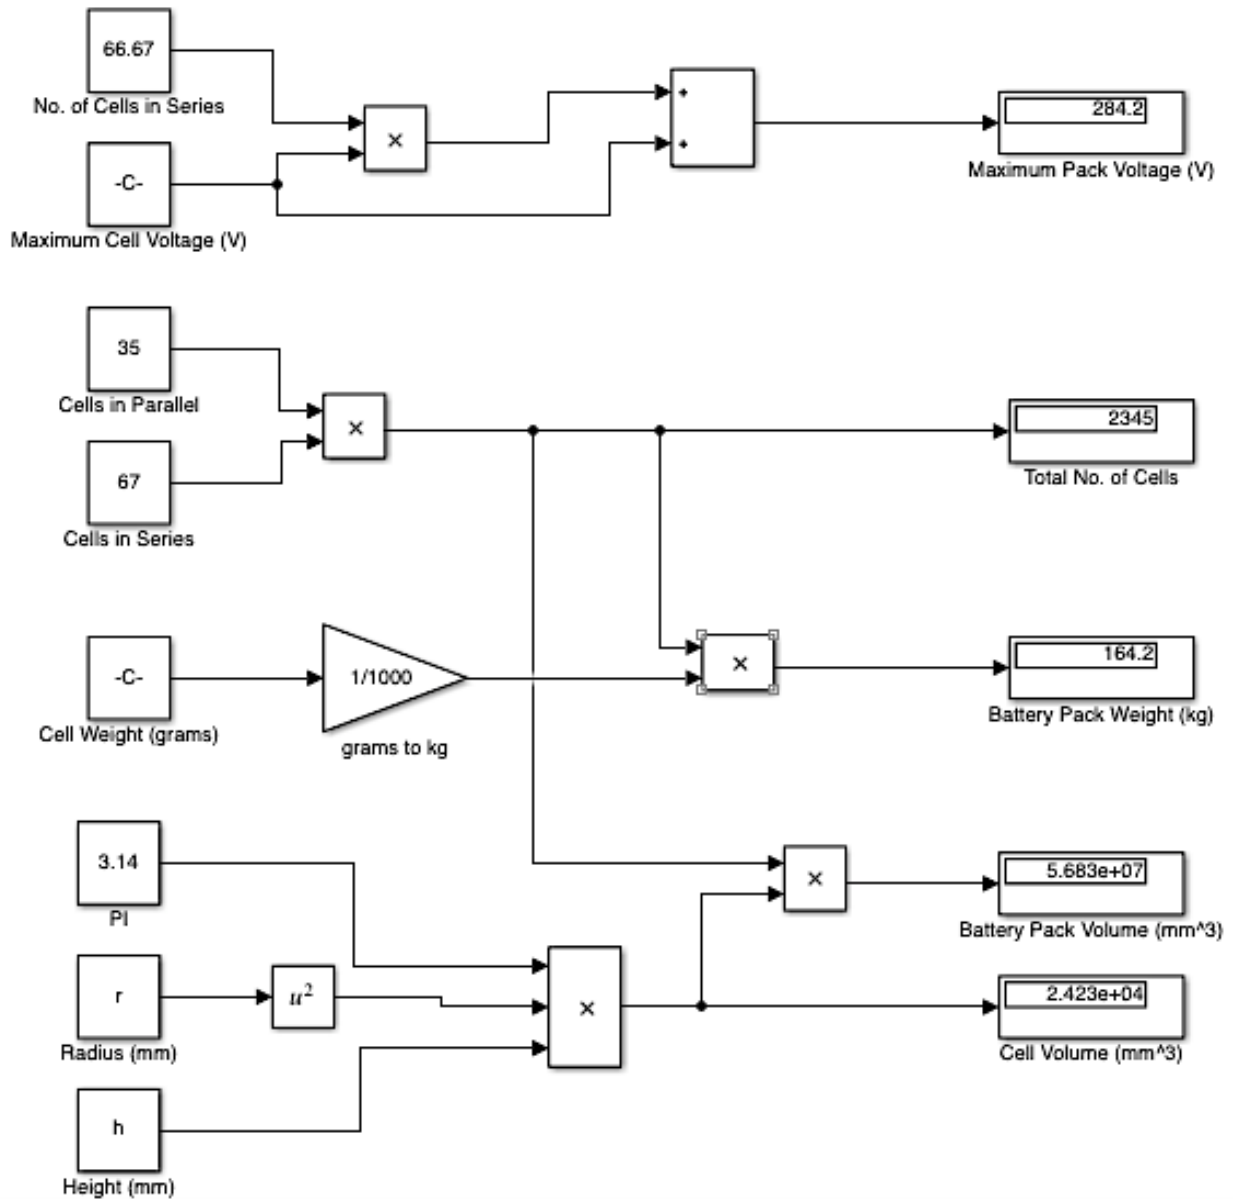 66.67
No. of Cells in Series
×
+
+
284.2
Maximum Pack Voltage (V)
-C-
Maximum Cell Voltage (V)
35
Cells in Parallel
×
2345
Total No. of Cells
67
Cells in Series
-C-
Cell Weight (grams)
1/1000
grams to kg
×
164.2
Battery Pack Weight (kg)
3.14
PI
×
5.683e+07
Battery Pack Volume (mm^3)
r
Radius (mm)
u²
×
2.423e+04
Cell Volume (mm^3)
h
Height (mm)